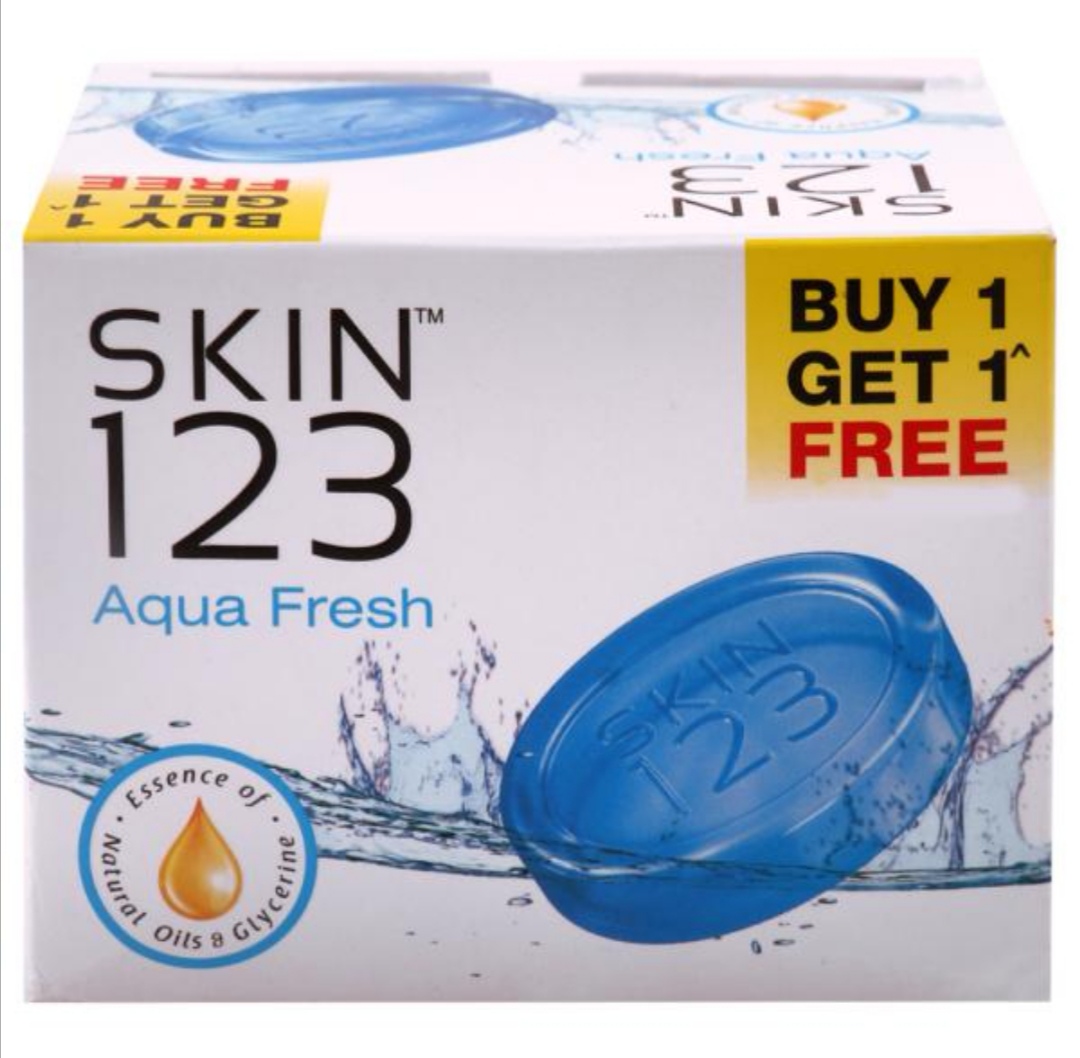 Aqua Fresh
123
SKIN™
BUY 1
GET 1^
FREE
SKIN™
123
Aqua Fresh
BUY 1
GET 1^
FREE
SKIN
123
Essence of
Natural Oils & Glycerine